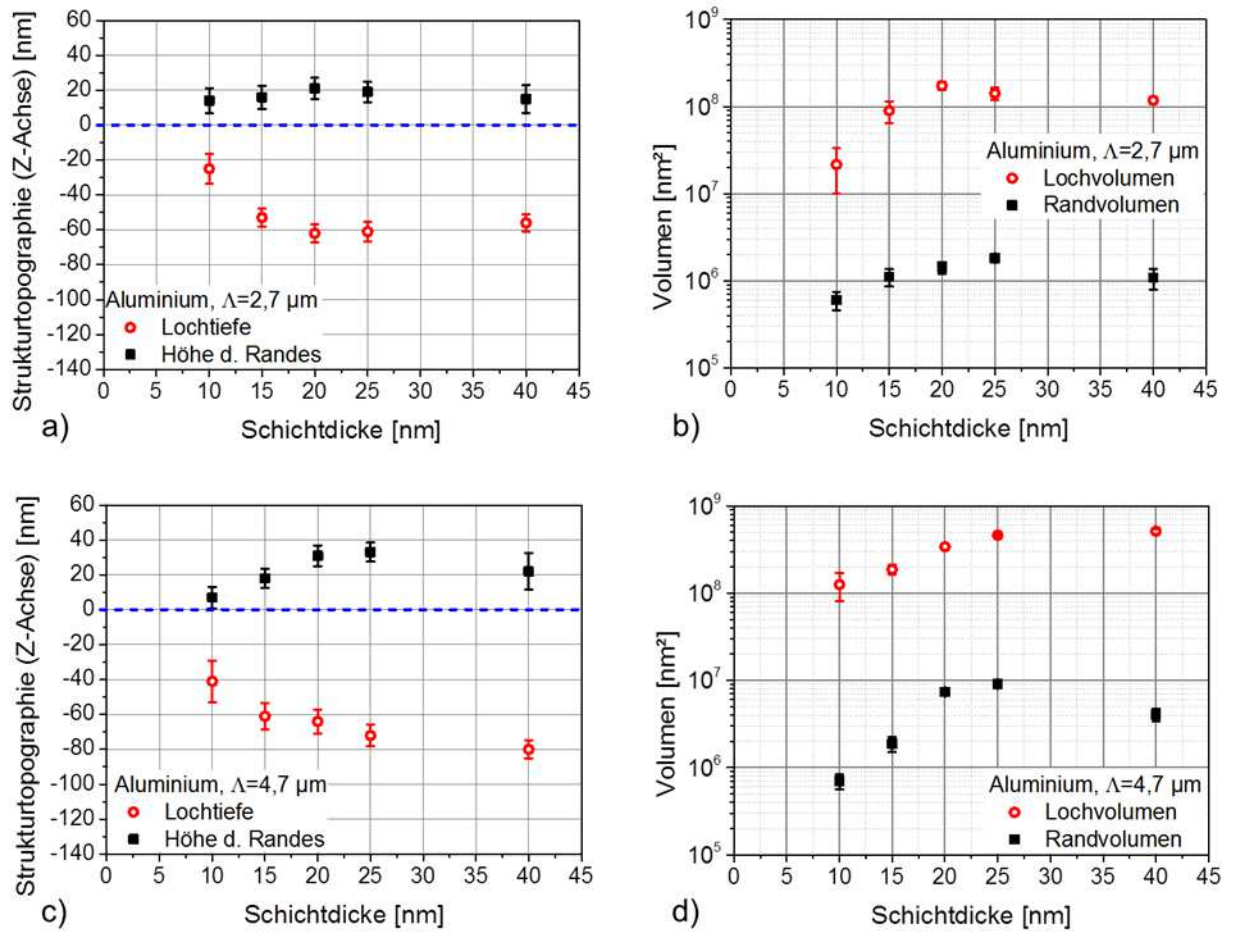 60
40
20
0
-20
-40
-60
-80
-100
-120
-140
Strukturtopographie (Z-Achse) [nm]
Aluminium, Λ=2,7 µm
Lochtiefe
Höhe d. Randes
0 5 10 15 20 25 30 35 40 45
Schichtdicke [nm]
a)
10⁹
10⁸
10⁷
10⁶
10⁵
Volumen [nm²]
Aluminium, Λ=2,7 µm
Lochvolumen
Randvolumen
0 5 10 15 20 25 30 35 40 45
Schichtdicke [nm]
b)
60
40
20
0
-20
-40
-60
-80
-100
-120
-140
Strukturtopographie (Z-Achse) [nm]
Aluminium, Λ=4,7 µm
Lochtiefe
Höhe d. Randes
0 5 10 15 20 25 30 35 40 45
Schichtdicke [nm]
c)
10⁹
10⁸
10⁷
10⁶
10⁵
Volumen [nm²]
Aluminium, Λ=4,7 µm
Lochvolumen
Randvolumen
0 5 10 15 20 25 30 35 40 45
Schichtdicke [nm]
d)